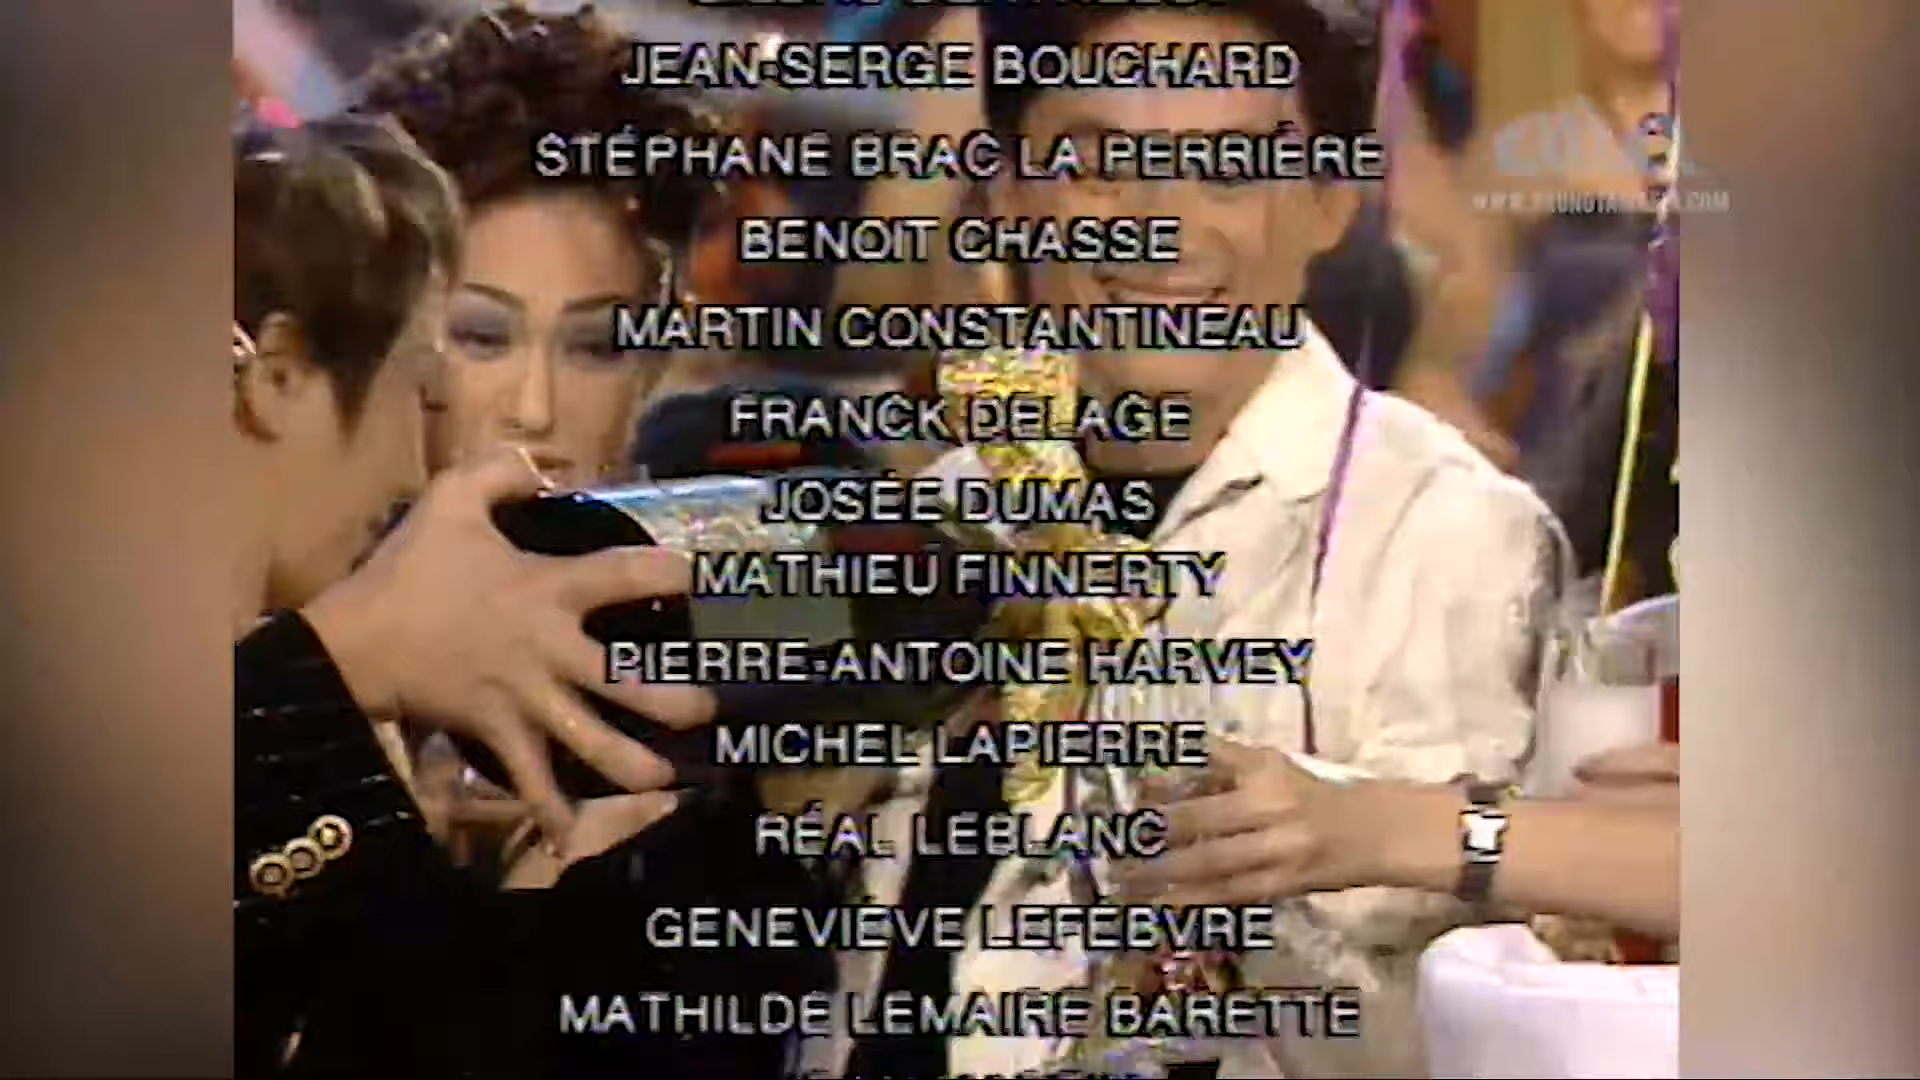 JEAN-SERGE BOUCHARD
STÉPHANE BRAC LA PERRIÈRE
BENOIT CHASSE
MARTIN CONSTANTINEAU
FRANCK DELAGE
JOSÉE DUMAS
MATHIEU FINNERTY
PIERRE-ANTOINE HARVEY
MICHEL LAPIERRE
RÉAL LEBLANC
GENEVIÈVE LEFEBVRE
MATHILDE LEMAIRE BARETTE